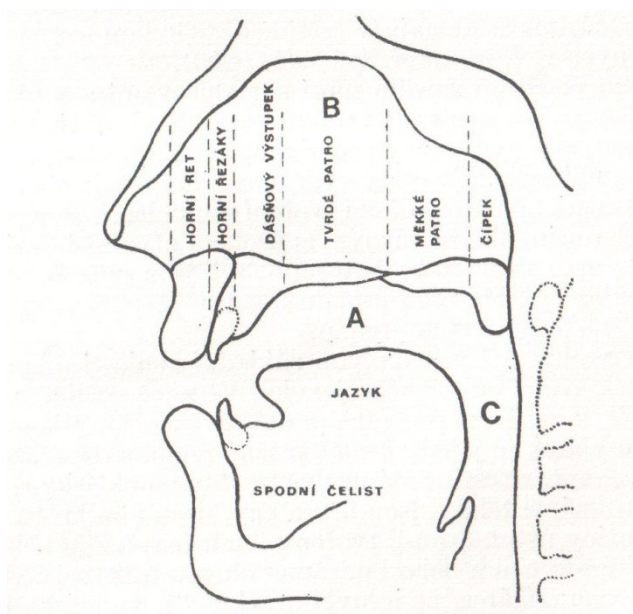 B
HORNÍ RET
HORNÍ ŘEZÁKY
DÁSŇOVÝ VÝSTUPEK
TVRDÉ PATRO
MĚKKÉ
PATRO
ČÍPEK
A
JAZYK
C
SPODNÍ ČELIST